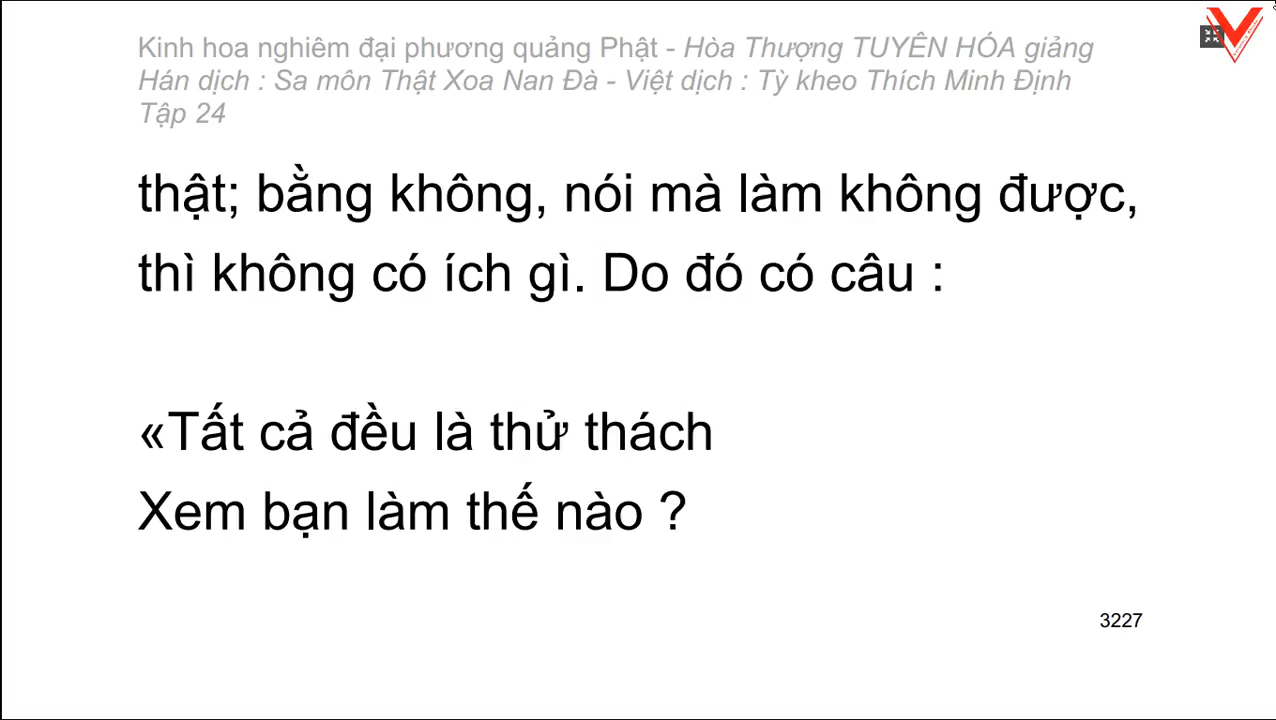 Kinh hoa nghiêm đại phương quảng Phật - Hòa Thượng TUYÊN HÓA giảng
Hán dịch : Sa môn Thật Xoa Nan Đà - Việt dịch : Tỳ kheo Thích Minh Định
Tập 24
thật; bằng không, nói mà làm không được,
thì không có ích gì. Do đó có câu :
«Tất cả đều là thử thách
Xem bạn làm thế nào ?
3227